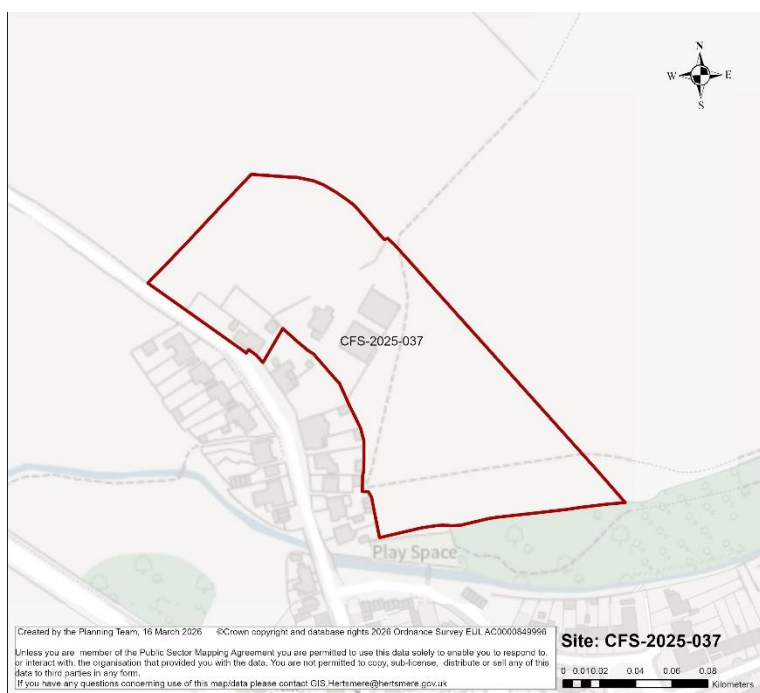 N
W E
S
CFS-2025-037
Play Space
Created by the Planning Team, 16 March 2026 ©Crown copyright and database rights 2026 Ordnance Survey EUL AC0000849996
Unless you are member of the Public Sector Mapping Agreement you are permitted to use this data solely to enable you to respond to,
or interact with, the organisation that provided you with the data. You are not permitted to copy, sub-license, distribute or sell any of this
data to third parties in any form.
If you have any questions concerning use of this map/data please contact GIS.Hertsmere@hertsmere.gov.uk
Site: CFS-2025-037
0 0.010.02 0.04 0.06 0.08
Kilometers